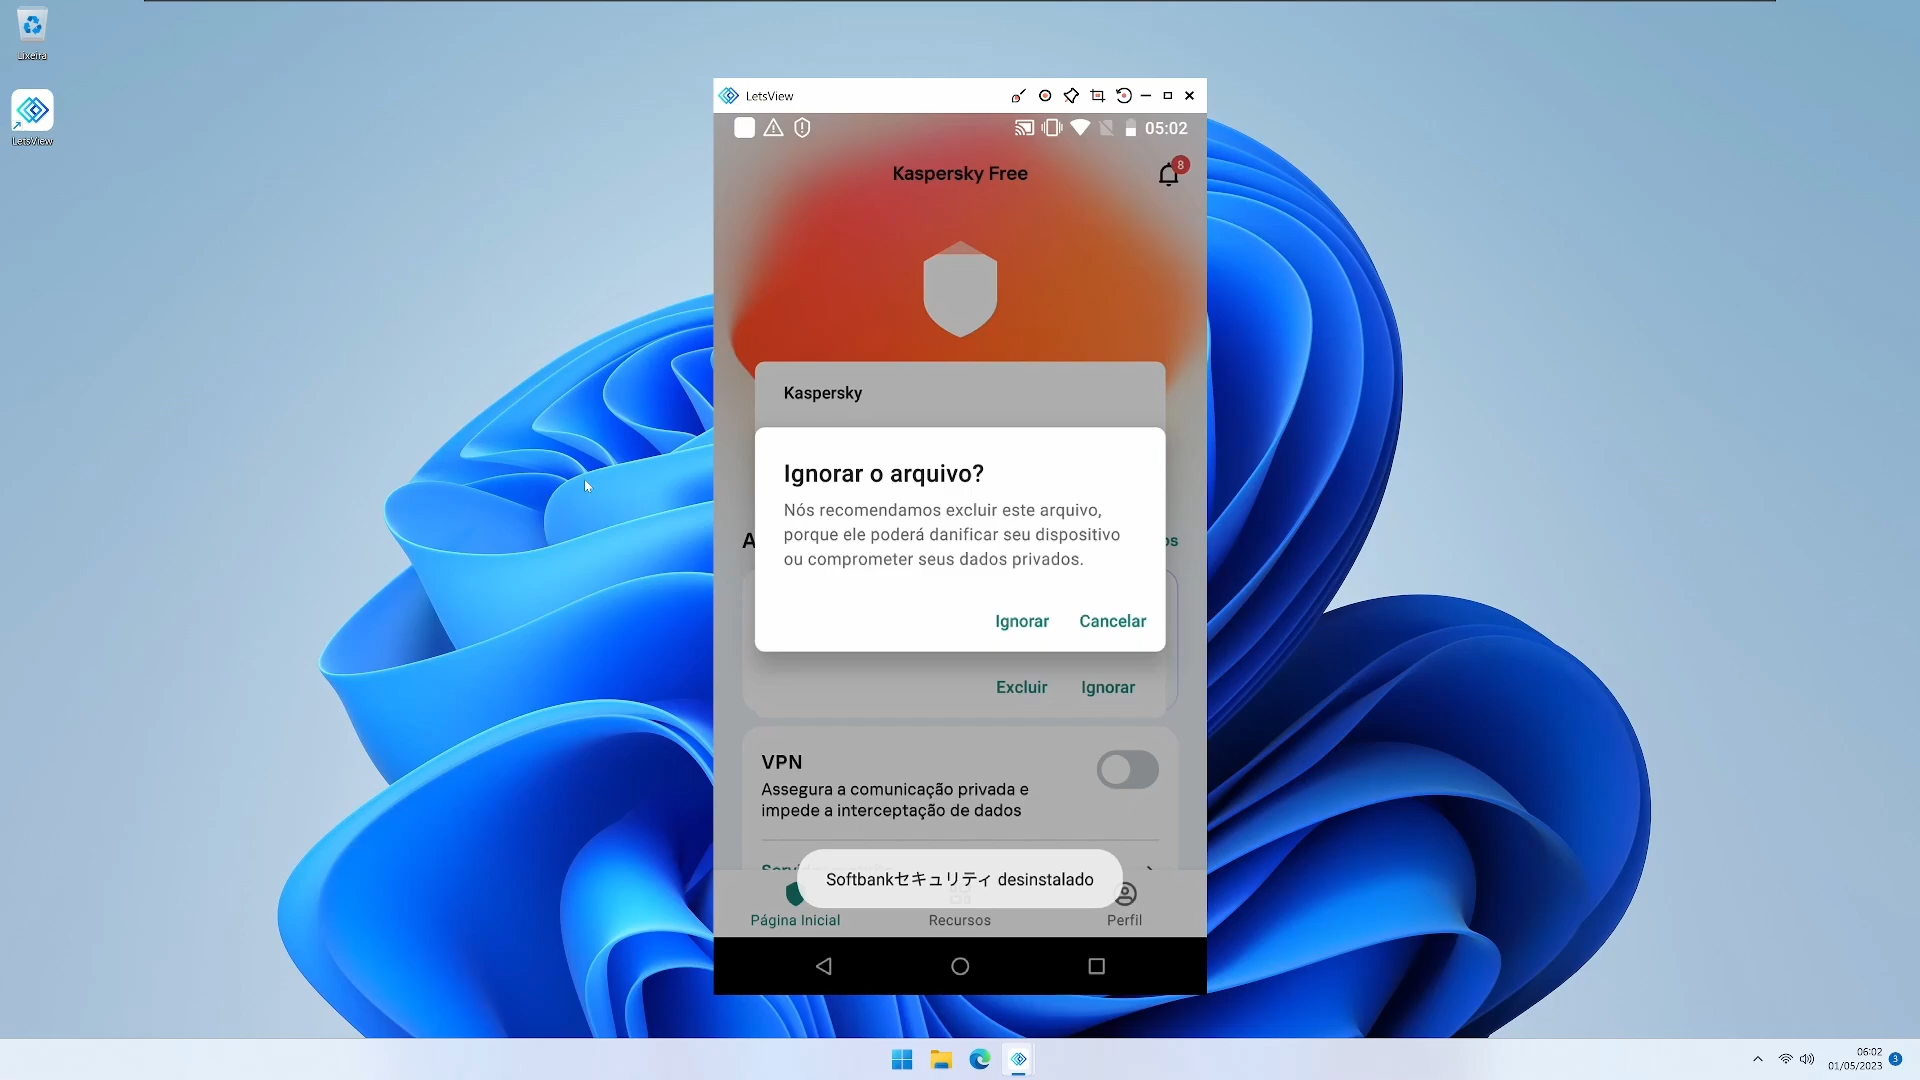 Lixeira
LetsView
LetsView
05:02
Kaspersky Free
8
Kaspersky
Ignorar o arquivo?
Nós recomendamos excluir este arquivo,
porque ele poderá danificar seu dispositivo
ou comprometer seus dados privados.
Ignorar Cancelar
Excluir Ignorar
VPN
Assegura a comunicação privada e
impede a interceptação de dados
Softbankセキュリティ desinstalado
Página Inicial Recursos Perfil
06:02
01/05/2023
3